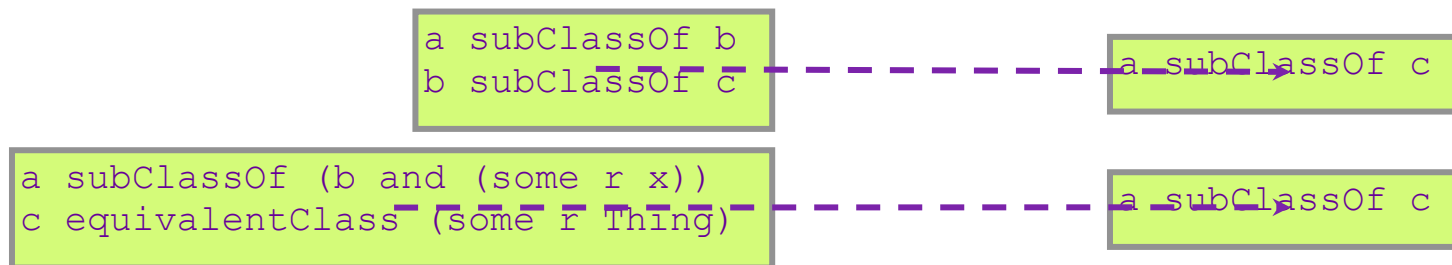 a subClassOf b
b subClassOf c
a subClassOf c
a subClassOf (b and (some r x))
c equivalentClass (some r Thing)
a subClassOf c